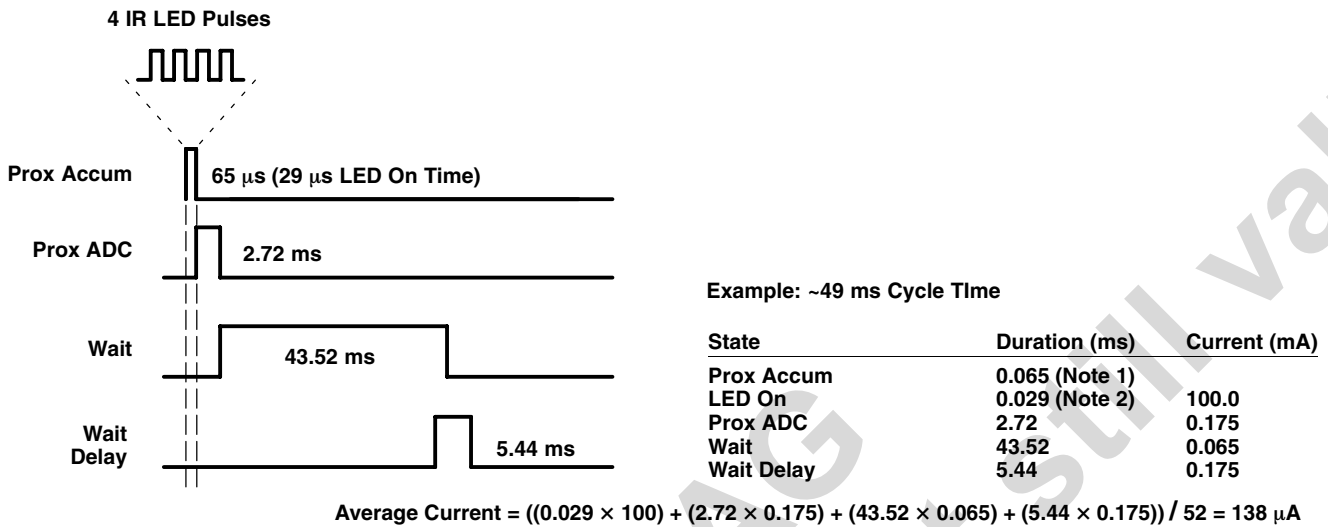 4 IR LED Pulses
Prox Accum
65 μs (29 μs LED On Time)
Prox ADC
2.72 ms
Wait
43.52 ms
Wait
Delay
5.44 ms
Example: ~49 ms Cycle TIme
State Duration (ms) Current (mA)
Prox Accum 0.065 (Note 1)
LED On 0.029 (Note 2) 100.0
Prox ADC 2.72 0.175
Wait 43.52 0.065
Wait Delay 5.44 0.175
Average Current = ((0.029 × 100) + (2.72 × 0.175) + (43.52 × 0.065) + (5.44 × 0.175)) / 52 = 138 μA
AG
still